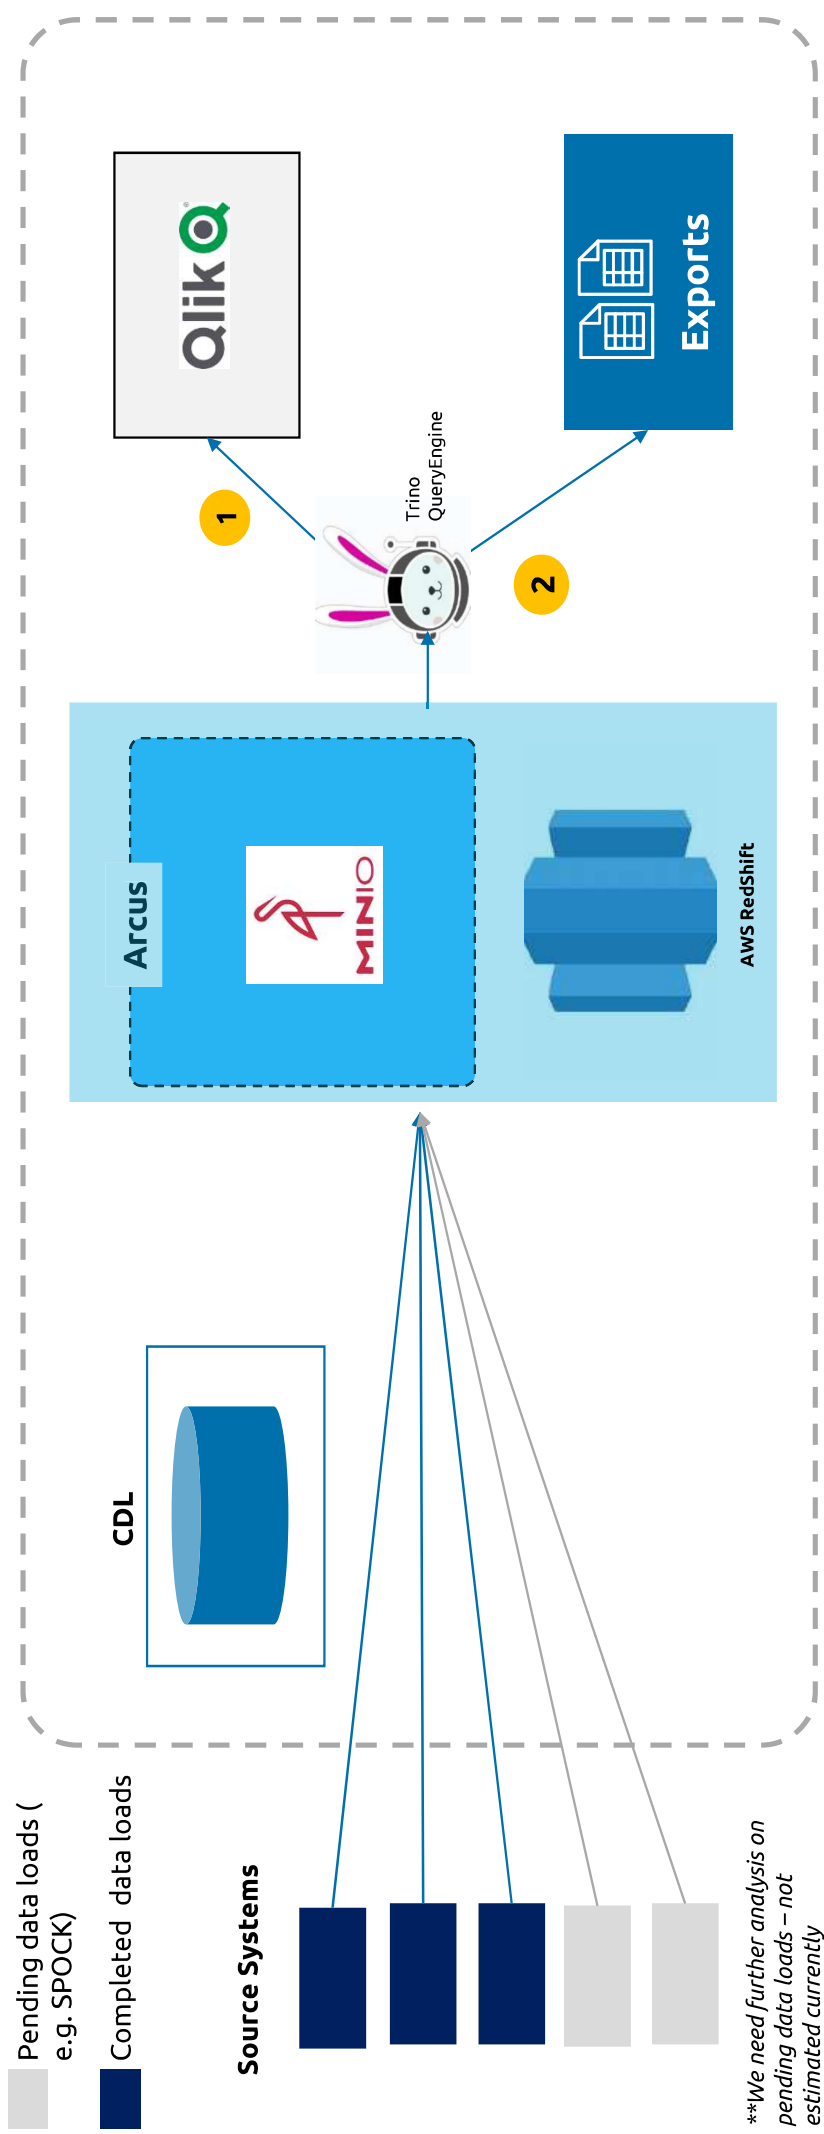 Pending data loads (
e.g. SPOCK)
Completed  data loads
Source Systems
**We need further analysis on
pending data loads – not
estimated currently
CDL
Arcus
MINIO
AWS RedShift
Trino
QueryEngine
1
2
Qlik
®
Exports